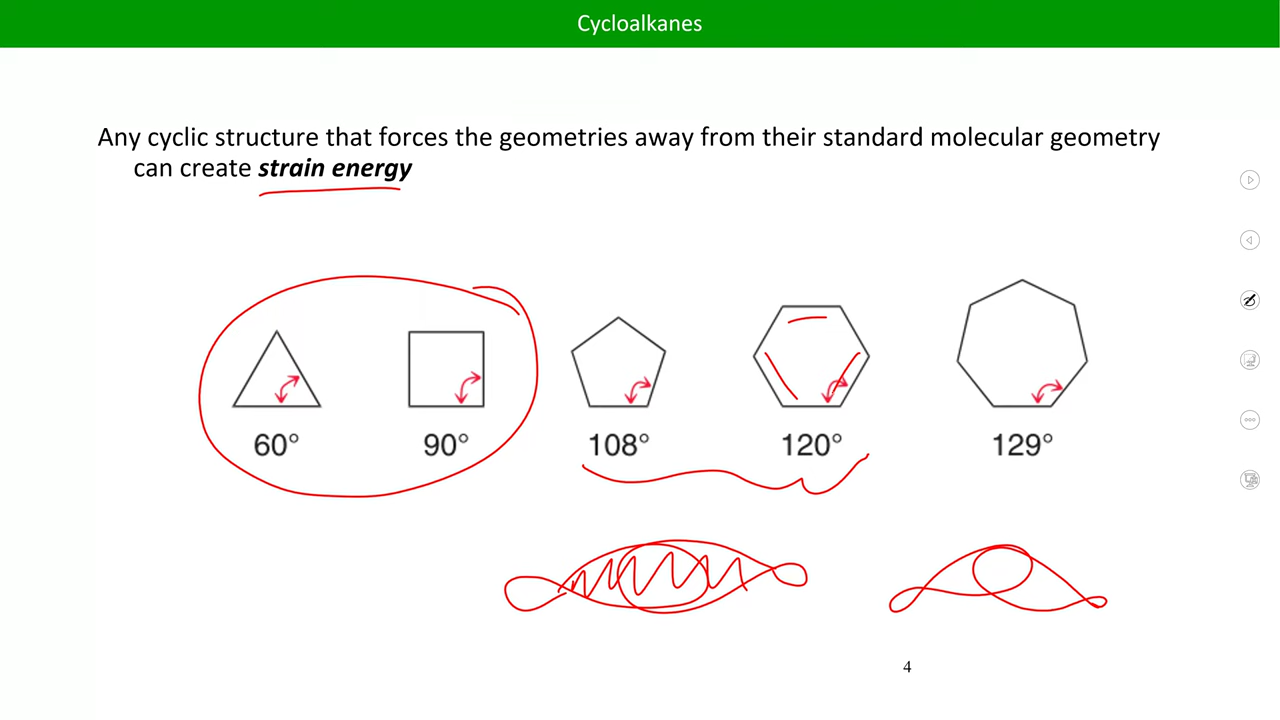 Cycloalkanes
Any cyclic structure that forces the geometries away from their standard molecular geometry
can create strain energy
60° 90° 108° 120° 129°
4